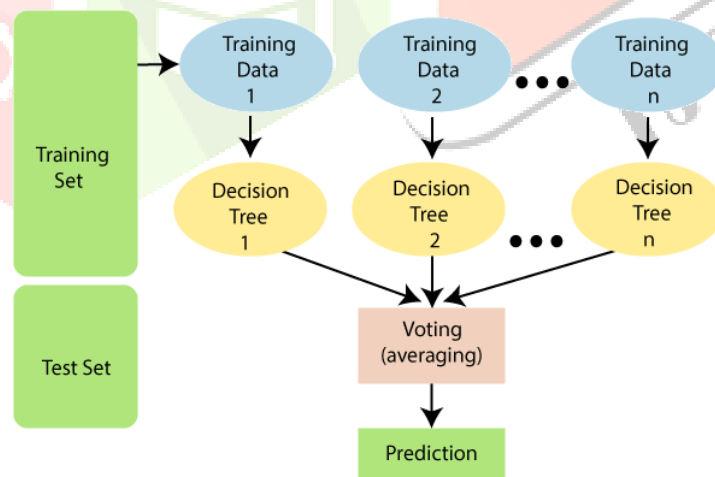 Training
Set
Training
Data
1
Training
Data
2
Training
Data
n
Decision
Tree
1
Decision
Tree
2
Decision
Tree
n
Test Set
Voting
(averaging)
Prediction